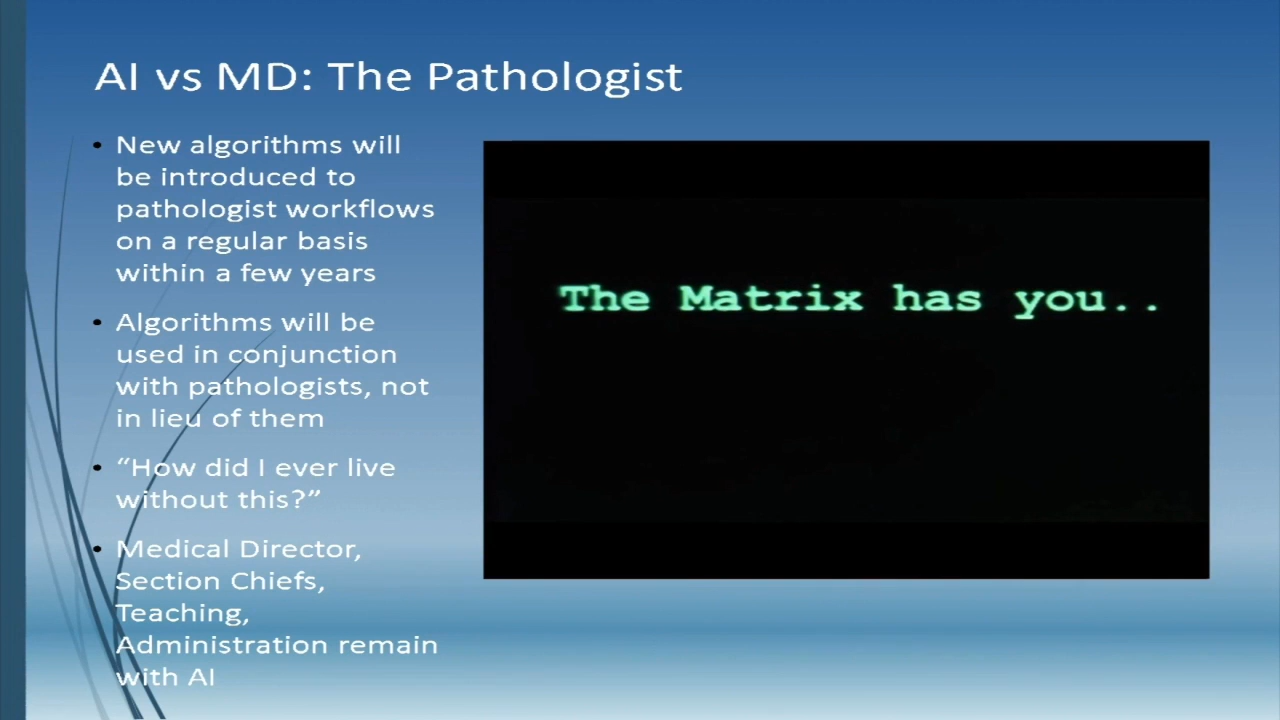 AI vs MD: The Pathologist
• New algorithms will
be introduced to
pathologist workflows
on a regular basis
within a few years
• Algorithms will be
used in conjunction
with pathologists, not
in lieu of them
• “How did I ever live
without this?”
• Medical Director,
Section Chiefs,
Teaching,
Administration remain
with AI
The Matrix has you..